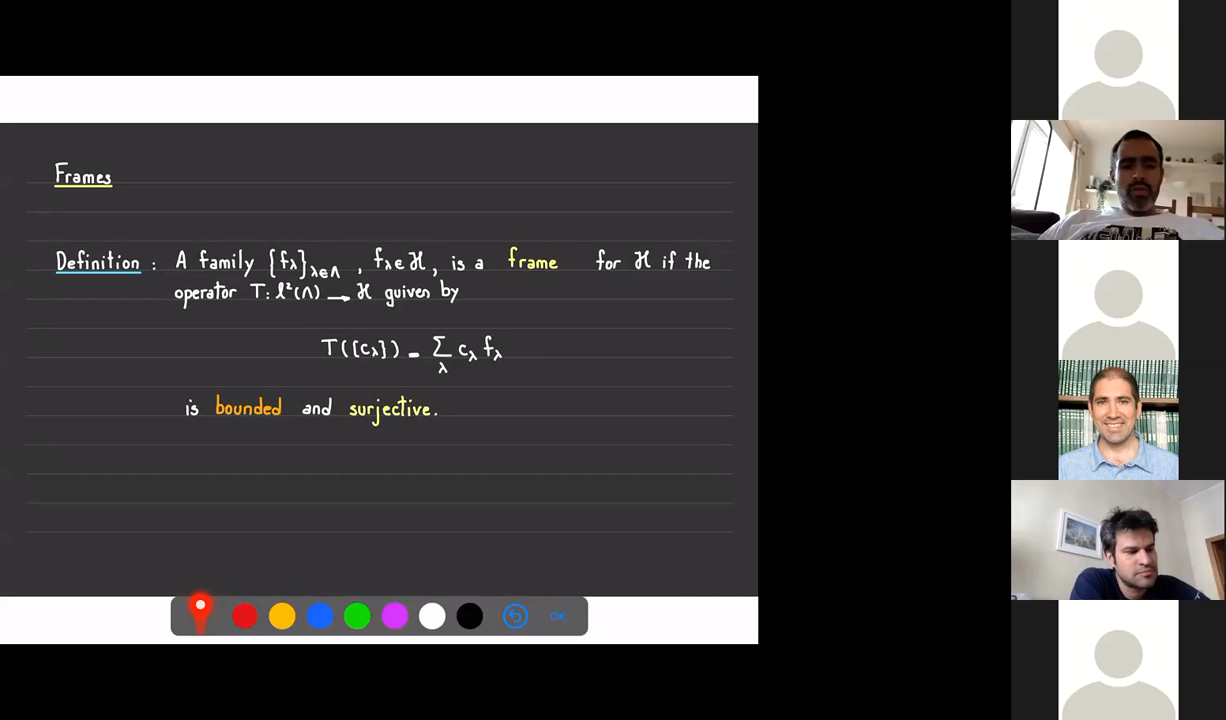 Frames
Definition : A family {fλ}λ∈Λ , fλ∈ℋ, is a frame for ℋ if the
operator T: l²(Λ) → ℋ guiven by
T({cλ}) = Σλ cλ fλ
is bounded and surjective.
OK